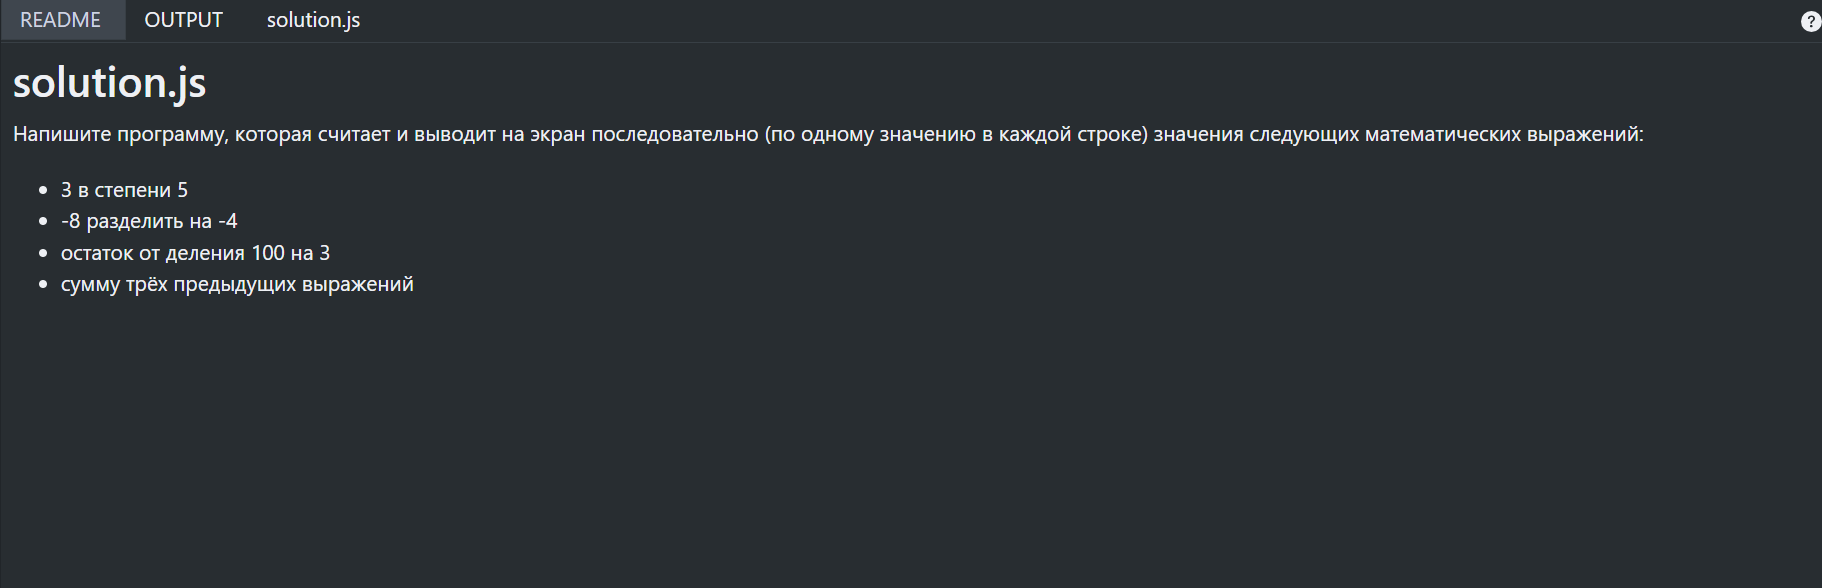 README OUTPUT solution.js
solution.js
Напишите программу, которая считает и выводит на экран последовательно (по одному значению в каждой строке) значения следующих математических выражений:
3 в степени 5
-8 разделить на -4
остаток от деления 100 на 3
сумму трёх предыдущих выражений